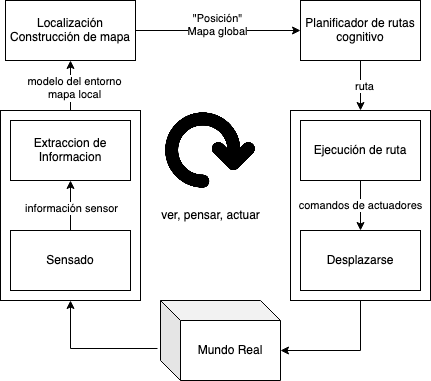 Localización
Construcción de mapa
"Posición"
Mapa global
Planificador de rutas
cognitivo
modelo del entorno
mapa local
ruta
Extraccion de
Informacion
Ejecución de ruta
información sensor
ver, pensar, actuar
comandos de actuadores
Sensado
Desplazarse
Mundo Real